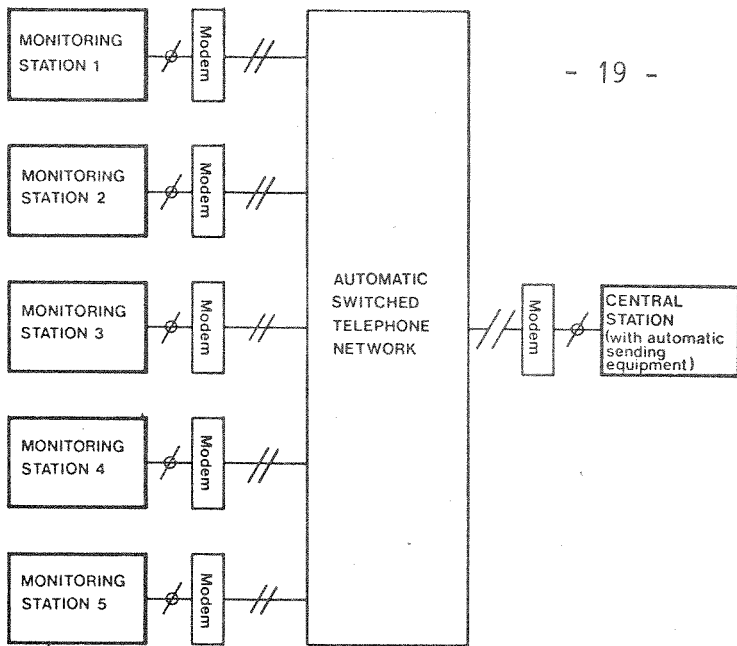 MONITORING
STATION 1
Modem
- 19 -
MONITORING
STATION 2
Modem
MONITORING
STATION 3
Modem
AUTOMATIC
SWITCHED
TELEPHONE
NETWORK
Modem
CENTRAL
STATION
(with automatic
sending
equipment)
MONITORING
STATION 4
Modem
MONITORING
STATION 5
Modem